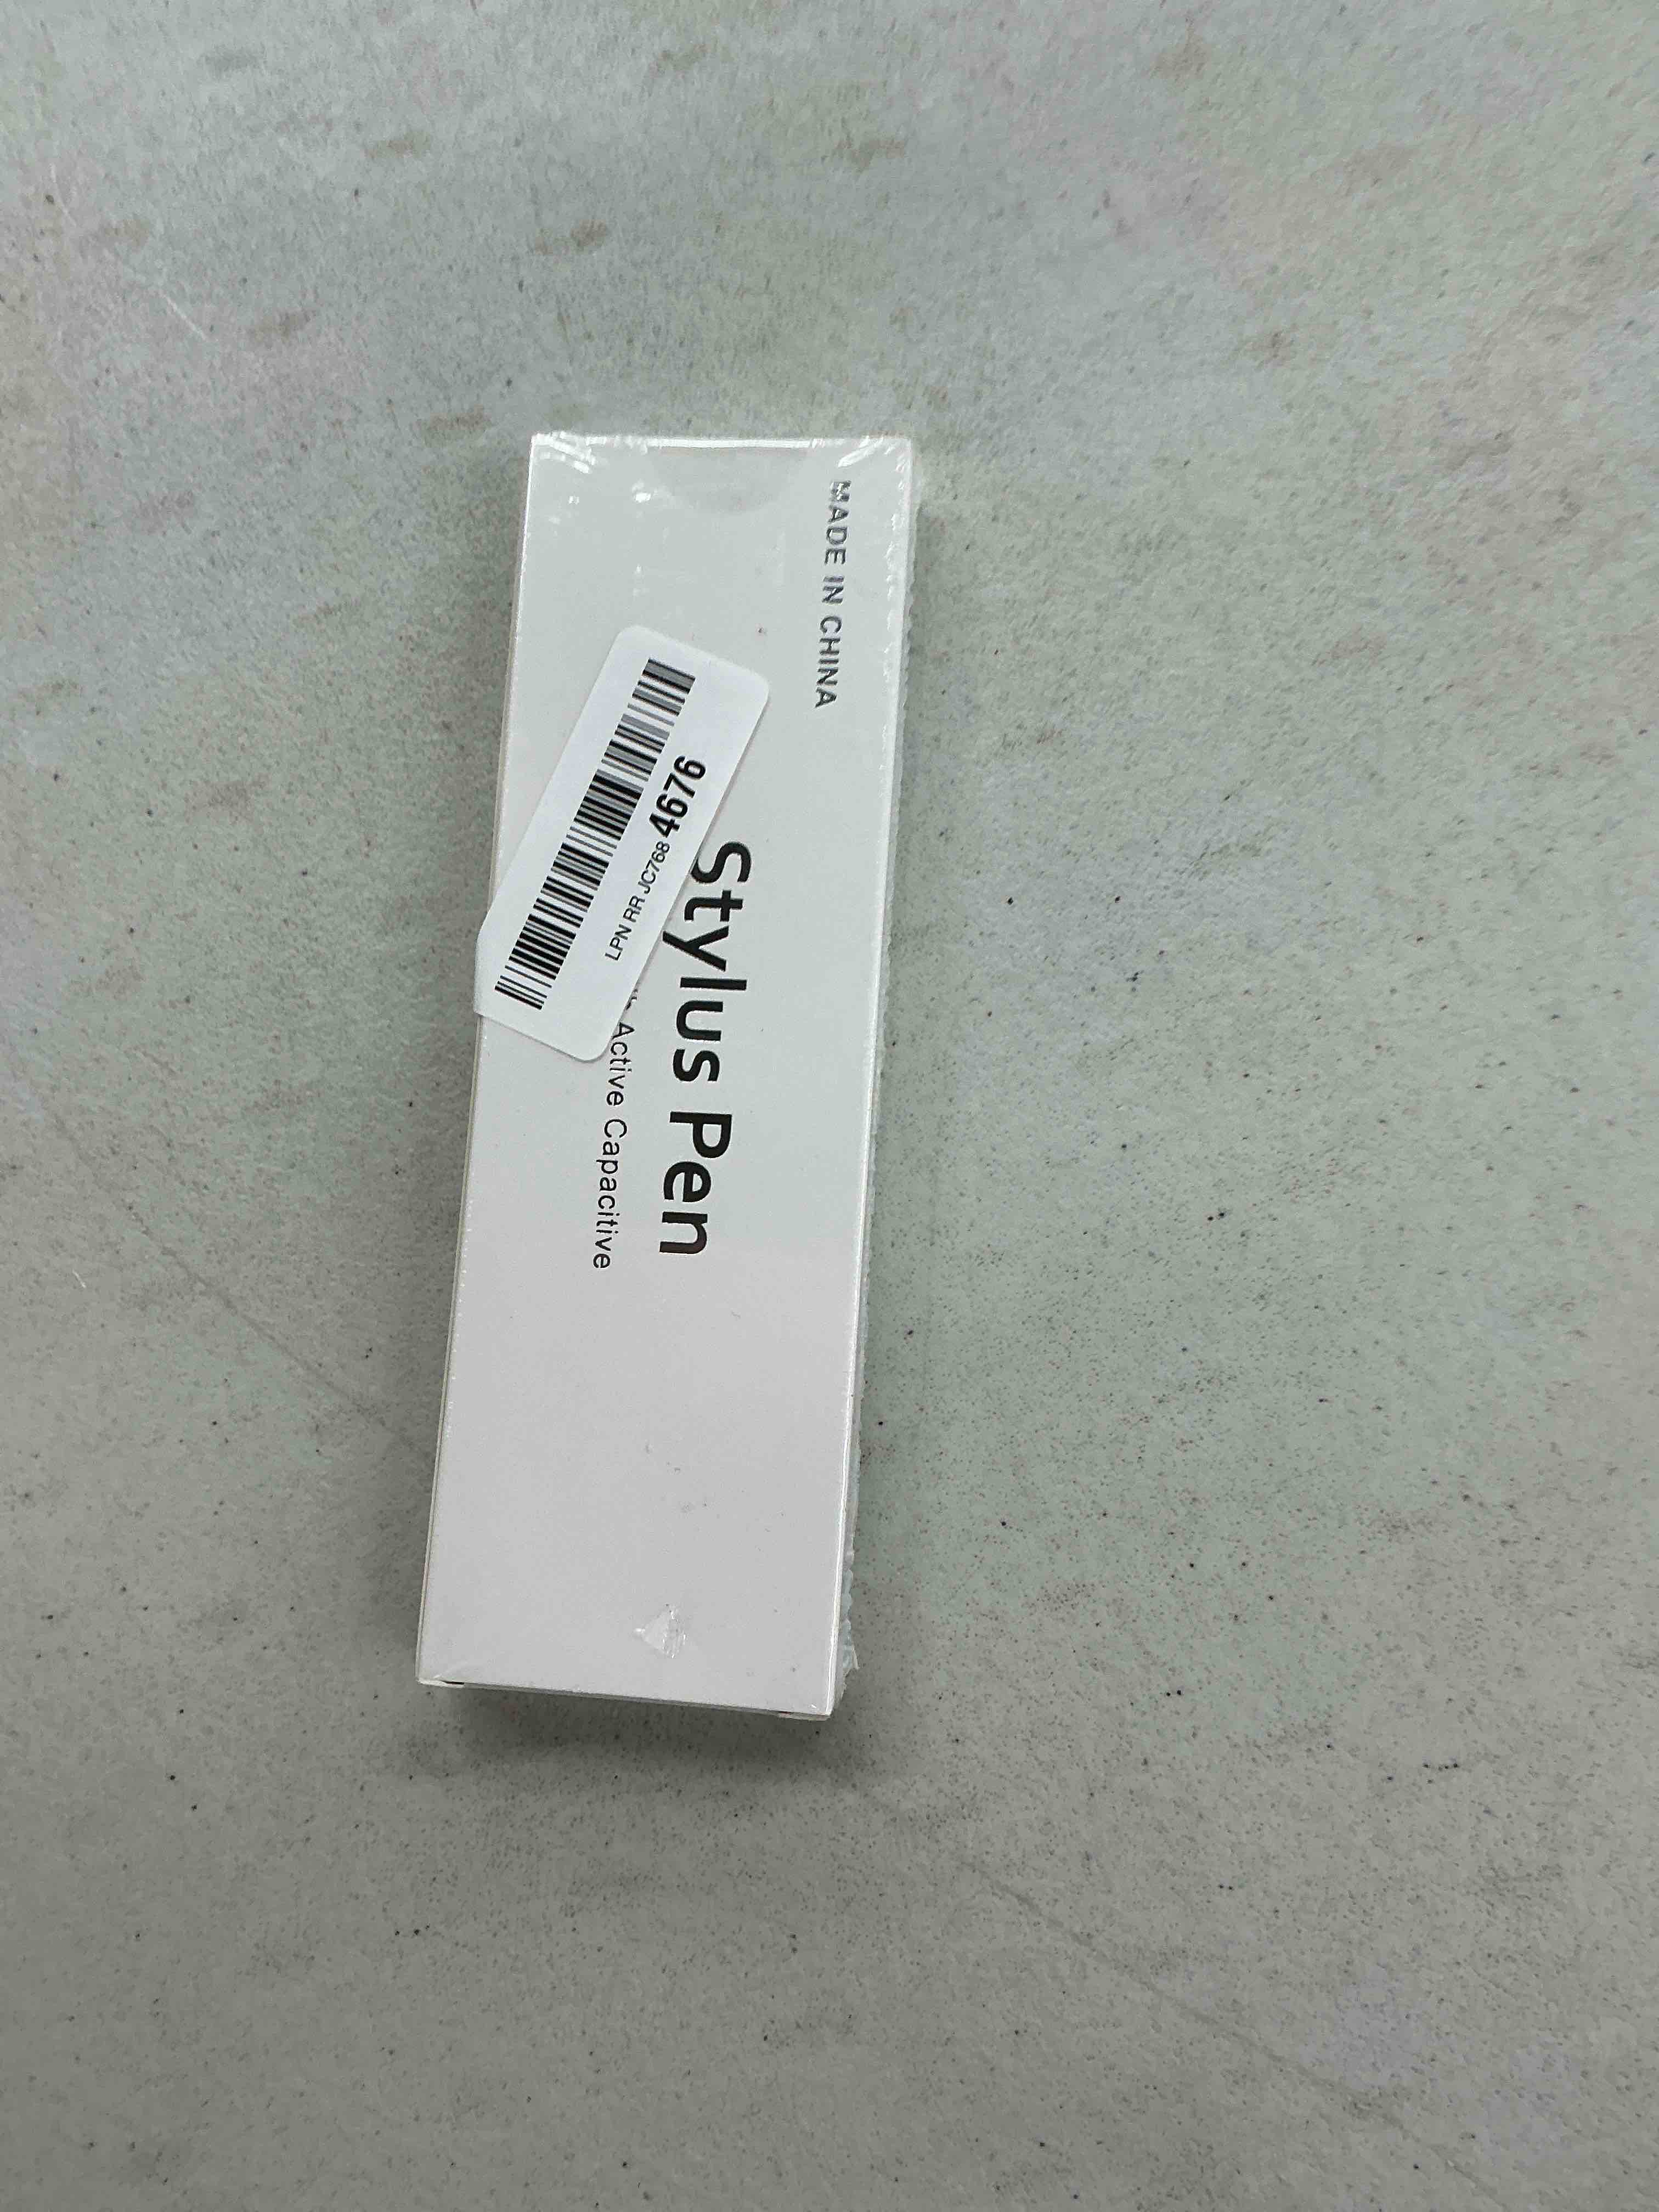 MADE IN CHINA
Stylus Pen
Active Capacitive
LPN RR JC768 4676